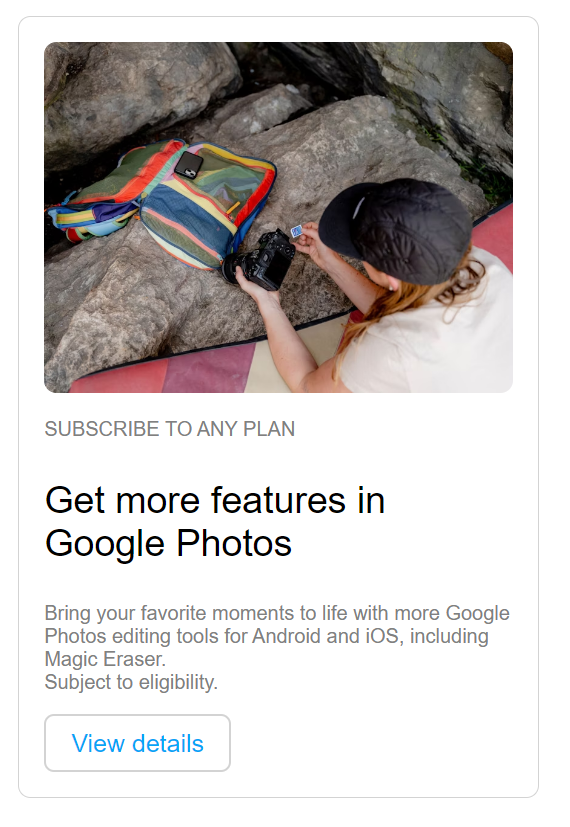 SUBSCRIBE TO ANY PLAN
Get more features in
Google Photos
Bring your favorite moments to life with more Google
Photos editing tools for Android and iOS, including
Magic Eraser.
Subject to eligibility.
View details